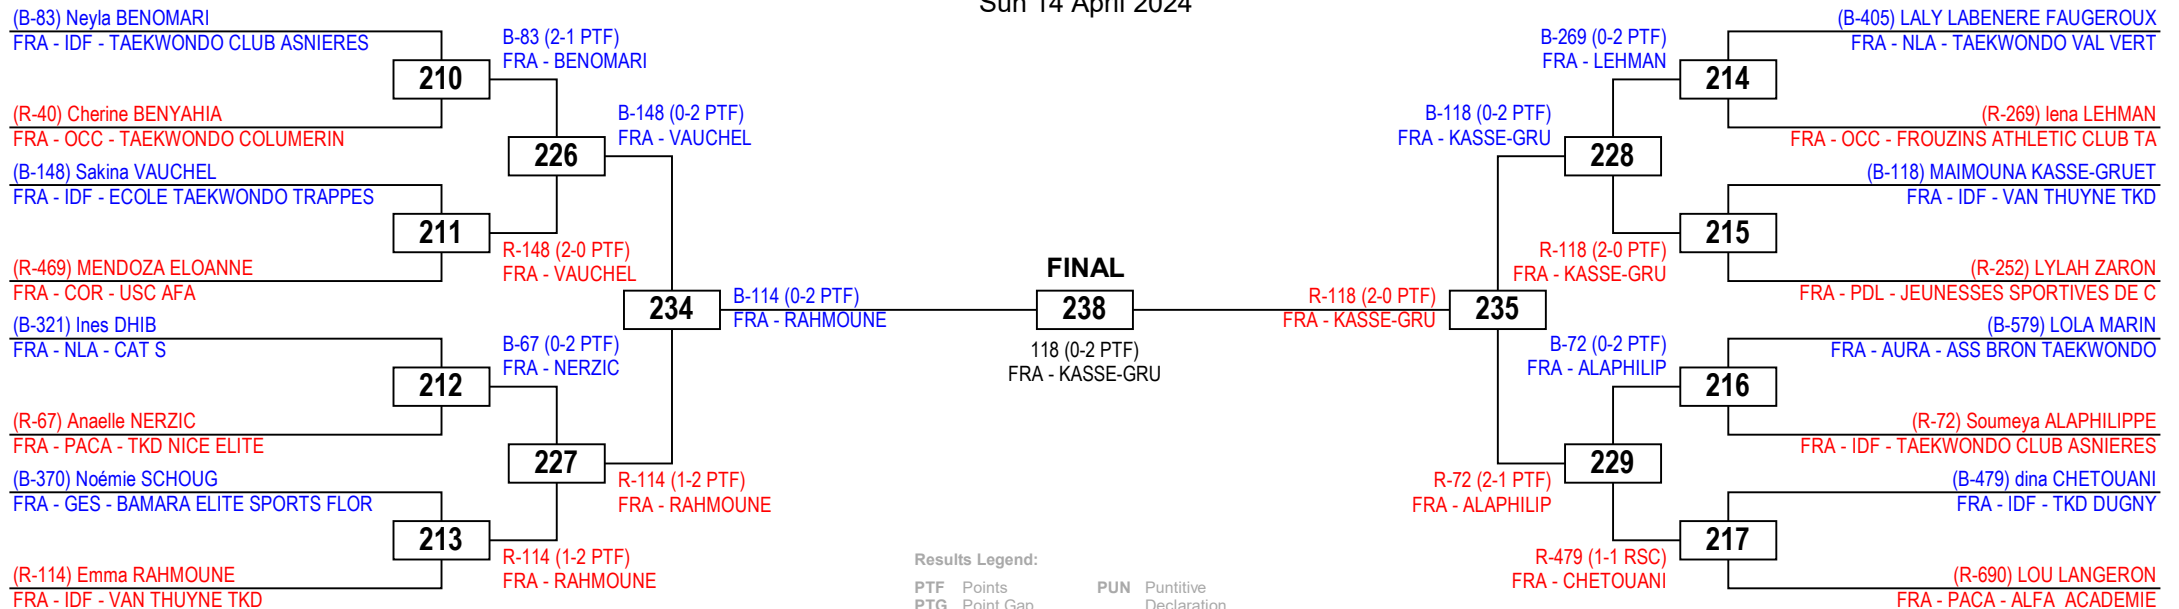 Sun 14 April 2024
(B-83) Neyla BENOMARI
FRA - IDF - TAEKWONDO CLUB ASNIERES
210
(R-40) Cherine BENYAHIA
FRA - OCC - TAEKWONDO COLUMERIN
(B-148) Sakina VAUCHEL
FRA - IDF - ECOLE TAEKWONDO TRAPPES
211
(R-469) MENDOZA ELOANNE
FRA - COR - USC AFA
(B-321) Ines DHIB
FRA - NLA - CAT S
212
(R-67) Anaelle NERZIC
FRA - PACA - TKD NICE ELITE
(B-370) Noémie SCHOUG
FRA - GES - BAMARA ELITE SPORTS FLOR
213
(R-114) Emma RAHMOUNE
FRA - IDF - VAN THUYNE TKD
B-83 (2-1 PTF)
FRA - BENOMARI
226
R-148 (2-0 PTF)
FRA - VAUCHEL
B-67 (0-2 PTF)
FRA - NERZIC
227
R-114 (1-2 PTF)
FRA - RAHMOUNE
B-148 (0-2 PTF)
FRA - VAUCHEL
234
R-114 (1-2 PTF)
FRA - RAHMOUNE
B-114 (0-2 PTF)
FRA - RAHMOUNE
FINAL
238
118 (0-2 PTF)
FRA - KASSE-GRU
R-118 (2-0 PTF)
FRA - KASSE-GRU
B-118 (0-2 PTF)
FRA - KASSE-GRU
235
R-72 (2-1 PTF)
FRA - ALAPHILIP
B-269 (0-2 PTF)
FRA - LEHMAN
228
R-118 (2-0 PTF)
FRA - KASSE-GRU
B-72 (0-2 PTF)
FRA - ALAPHILIP
229
R-479 (1-1 RSC)
FRA - CHETOUANI
(B-405) LALY LABENERE FAUGEROUX
FRA - NLA - TAEKWONDO VAL VERT
214
(R-269) Iena LEHMAN
FRA - OCC - FROUZINS ATHLETIC CLUB TA
(B-118) MAIMOUNA KASSE-GRUET
FRA - IDF - VAN THUYNE TKD
215
(R-252) LYLAH ZARON
FRA - PDL - JEUNESSES SPORTIVES DE C
(B-579) LOLA MARIN
FRA - AURA - ASS BRON TAEKWONDO
216
(R-72) Soumeya ALAPHILIPPE
FRA - IDF - TAEKWONDO CLUB ASNIERES
(B-479) dina CHETOUANI
FRA - IDF - TKD DUGNY
217
(R-690) LOU LANGERON
FRA - PACA - ALFA ACADEMIE
Results Legend:
PTF Points PUN Puntitive
PTG Point Gap Declaration